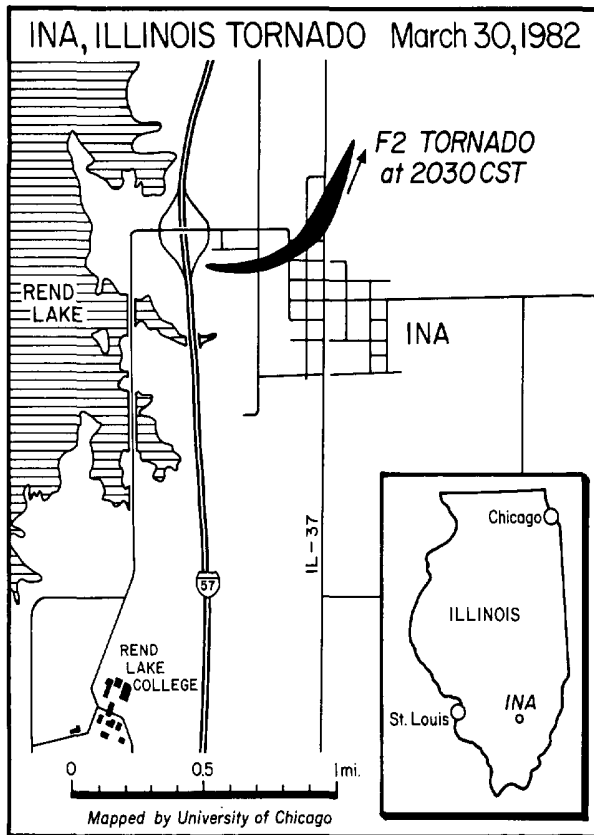 INA, ILLINOIS TORNADO March 30, 1982
F2 TORNADO
at 2030 CST
REND
LAKE
INA
IL-37
57
REND
LAKE
COLLEGE
0 0.5 1mi.
Mapped by University of Chicago
Chicago
ILLINOIS
INA
St. Louis